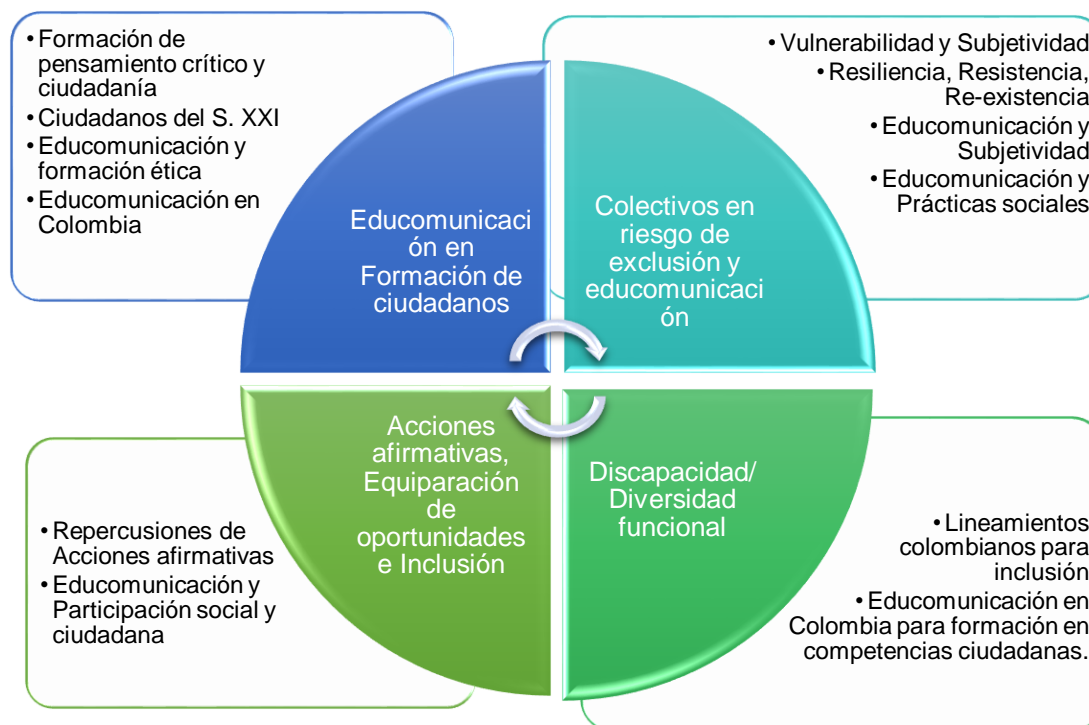 • Formación de
pensamiento crítico y
ciudadanía
• Ciudadanos del S. XXI
• Educomunicación y
formación ética
• Educomunicación en
Colombia
• Vulnerabilidad y Subjetividad
• Resiliencia, Resistencia,
Re-existencia
• Educomunicación y
Subjetividad
• Educomunicación y
Prácticas sociales
Educomunicaci
ón en
Formación de
ciudadanos
Colectivos en
riesgo de
exclusión y
educomunicaci
ón
Acciones
afirmativas,
Equiparación
de
oportunidades
e Inclusión
Discapacidad/
Diversidad
funcional
• Repercusiones de
Acciones afirmativas
• Educomunicación y
Participación social y
ciudadana
• Lineamientos
colombianos para
inclusión
• Educomunicación en
Colombia para formación en
competencias ciudadanas.